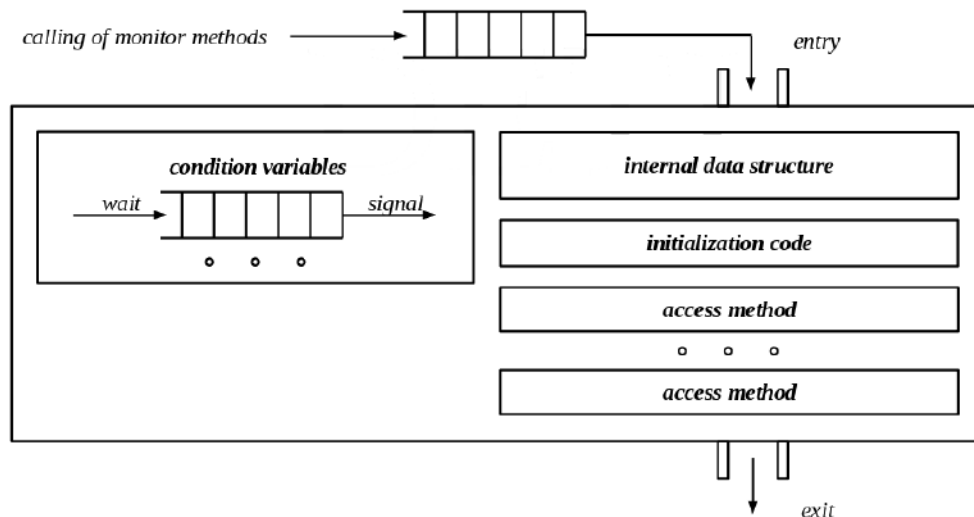 calling of monitor methods
entry
condition variables
wait
signal
internal data structure
initialization code
access method
access method
exit